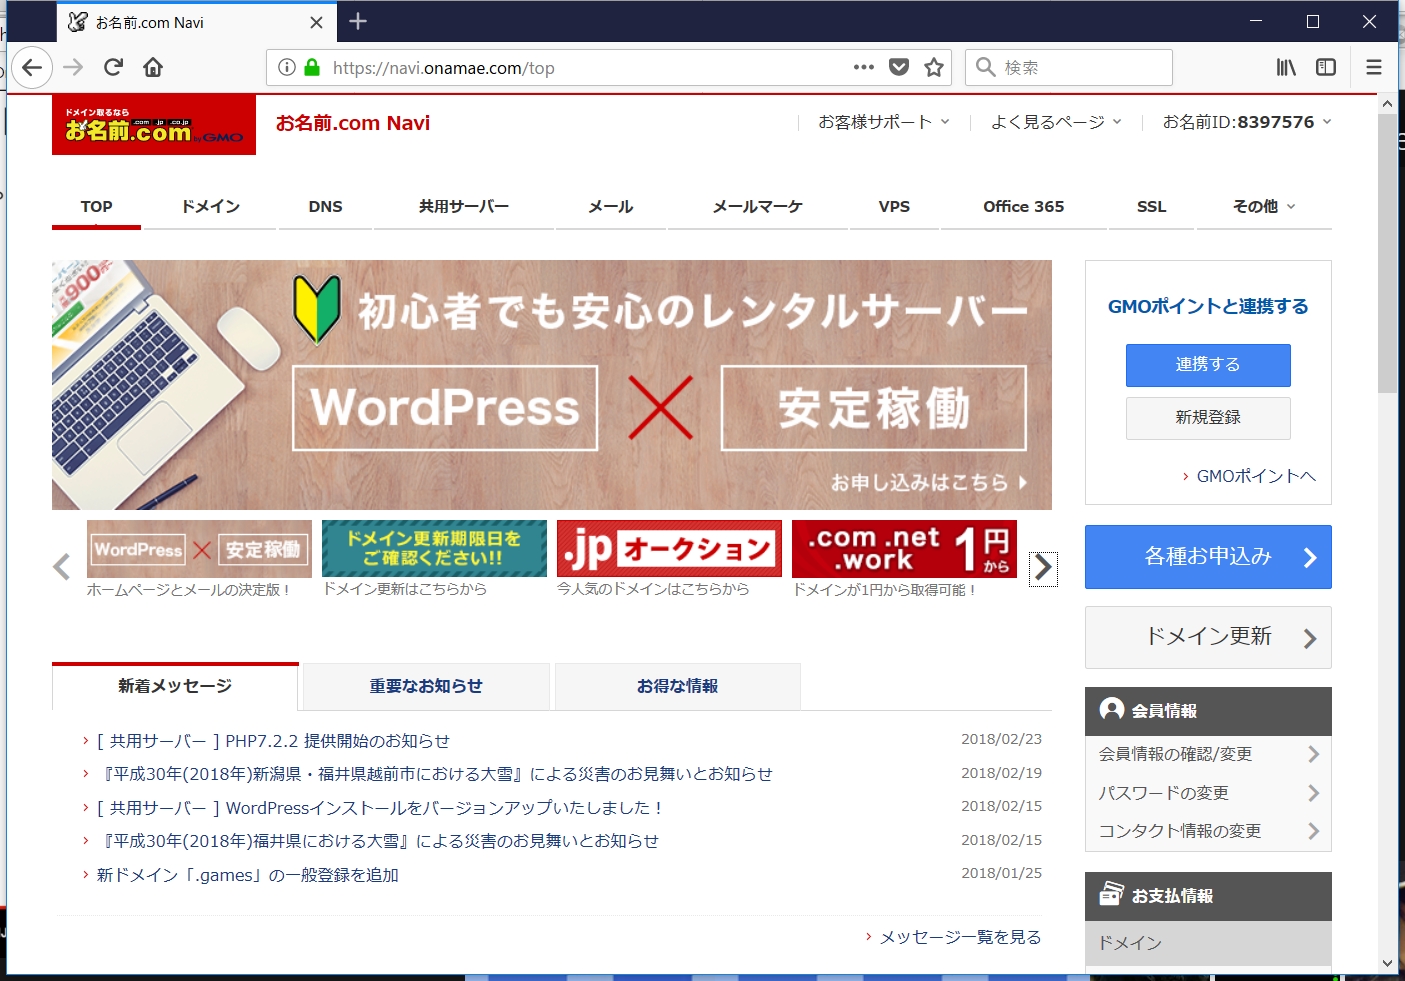 お名前.com Navi
https://navi.onamae.com/top
検索
ドメイン取るなら
お名前.com
.com .jp .co.jp
by GMO
お名前.com Navi
お客様サポート
よく見るページ
お名前ID:8397576
TOP
ドメイン
DNS
共用サーバー
メール
メールマーケ
VPS
Office 365
SSL
その他
900円
初心者でも安心のレンタルサーバー
WordPress × 安定稼働
お申し込みはこちら
GMOポイントと連携する
連携する
新規登録
GMOポイントへ
WordPress × 安定稼働
ホームページとメールの決定版！
ドメイン更新期限日を
ご確認ください!!
ドメイン更新はこちらから
.jp オークション
今人気のドメインはこちらから
.com .net
.work
1円から
ドメインが1円から取得可能！
各種お申込み
ドメイン更新
新着メッセージ
重要なお知らせ
お得な情報
[ 共用サーバー ] PHP7.2.2 提供開始のお知らせ 2018/02/23
『平成30年(2018年)新潟県・福井県越前市における大雪』による災害のお見舞いとお知らせ 2018/02/19
[ 共用サーバー ] WordPressインストールをバージョンアップいたしました！ 2018/02/15
『平成30年(2018年)福井県における大雪』による災害のお見舞いとお知らせ 2018/02/15
新ドメイン「.games」の一般登録を追加 2018/01/25
メッセージ一覧を見る
会員情報
会員情報の確認/変更
パスワードの変更
コンタクト情報の変更
お支払情報
ドメイン